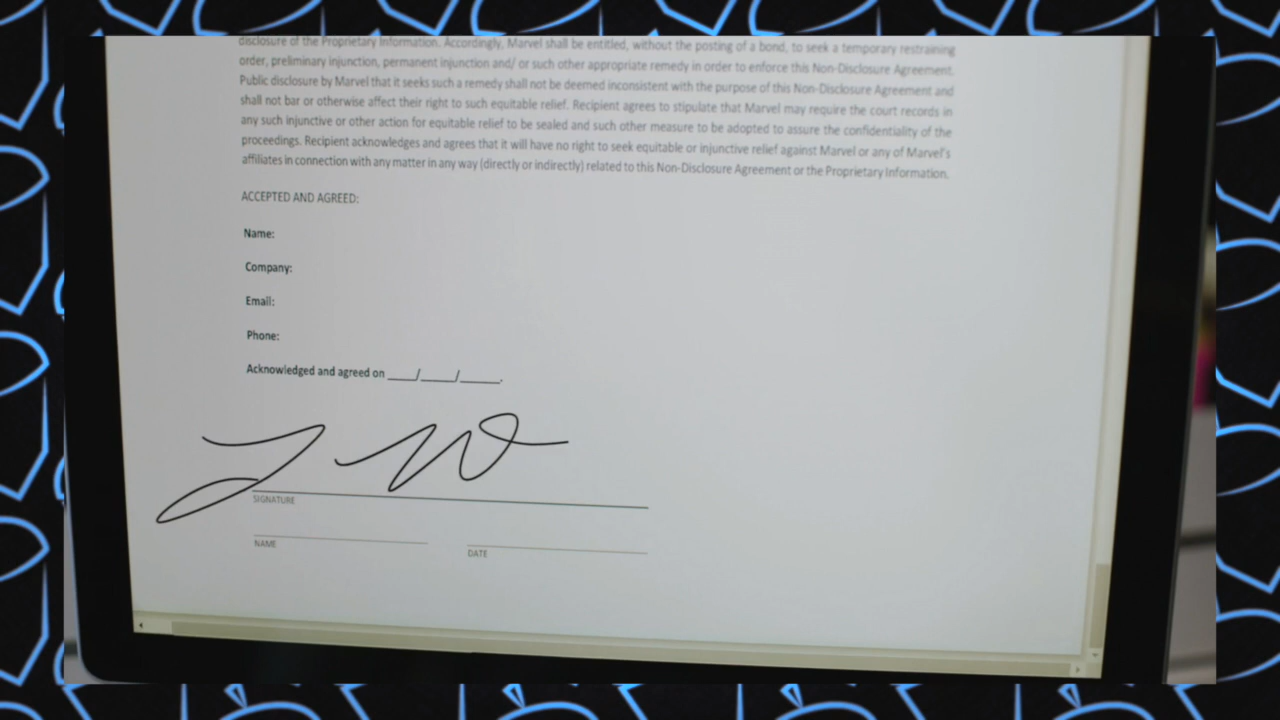 disclosure of the Proprietary Information. Accordingly, Marvel shall be entitled, without the posting of a bond, to seek a temporary restraining
order, preliminary injunction, permanent injunction and/ or such other appropriate remedy in order to enforce this Non-Disclosure Agreement.
Public disclosure by Marvel that it seeks such a remedy shall not be deemed inconsistent with the purpose of this Non-Disclosure Agreement and
shall not bar or otherwise affect their right to such equitable relief. Recipient agrees to stipulate that Marvel may require the court records in
any such injunctive or other action for equitable relief to be sealed and such other measure to be adopted to assure the confidentiality of the
proceedings. Recipient acknowledges and agrees that it will have no right to seek equitable or injunctive relief against Marvel or any of Marvel's
affiliates in connection with any matter in any way (directly or indirectly) related to this Non-Disclosure Agreement or the Proprietary Information.
ACCEPTED AND AGREED:
Name:
Company:
Email:
Phone:
Acknowledged and agreed on ____/_____/______.
SIGNATURE
NAME
DATE